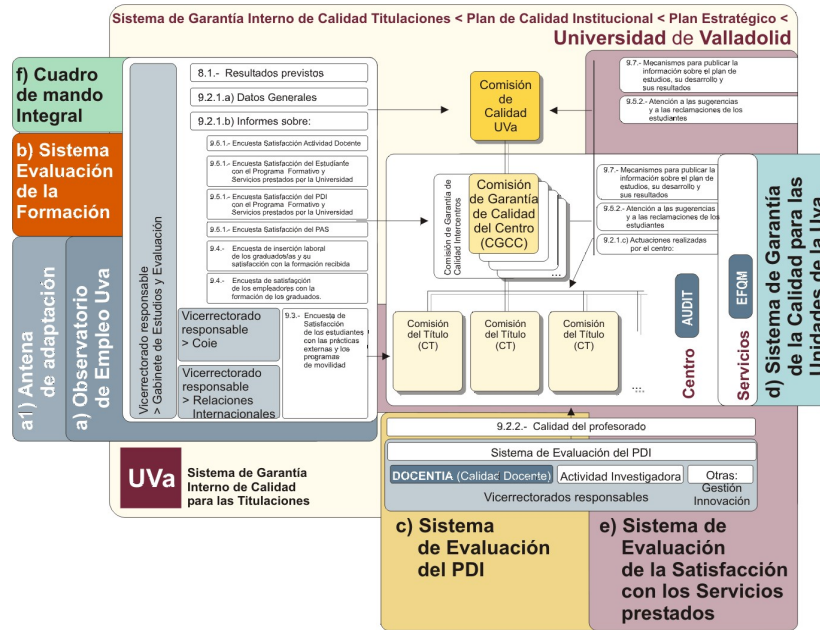 Sistema de Garantía Interno de Calidad Titulaciones < Plan de Calidad Institucional < Plan Estratégico <
Universidad de Valladolid
f) Cuadro
de mando
Integral
b) Sistema
Evaluación
de la
Formación
a1) Antena
de adaptación
a) Observatorio
de Empleo Uva
Vicerrectorado responsable
> Gabinete de Estudios y Evaluación
8.1.- Resultados previstos
9.2.1.a) Datos Generales
9.2.1.b) Informes sobre:
9.5.1.- Encuesta Satisfacción Actividad Docente
9.5.1.- Encuesta Satisfacción del Estudiante
con el Programa Formativo y
Servicios prestados por la Universidad
9.5.1.- Encuesta Satisfacción del PDI
con el Programa Formativo y
Servicios prestados por la Universidad
9.5.1.- Encuesta Satisfacción del PAS
9.4.- Encuesta de inserción laboral
de los graduados/as y su
satisfacción con la formación recibida
9.4.- Encuesta de satisfacción
de los empleadores con la
formación de los graduados.
Vicerrectorado
responsable
> Coie
Vicerrectorado
responsable
> Relaciones
Internacionales
9.3.- Encuesta de
Satisfacción
de los estudiantes
con las prácticas
externas y los
programas
de movilidad
Comisión
de
Calidad
UVa
9.7.- Mecanismos para publicar la
información sobre el plan de
estudios, su desarrollo y
sus resultados
9.5.2.- Atención a las sugerencias
y a las reclamaciones de los
estudiantes
Comisión de Garantía de
Calidad Intercentros
Comisión
de Garantía
de Calidad
del Centro
(CGCC)
...
9.7.- Mecanismos para publicar la
información sobre el plan de
estudios, su desarrollo y
sus resultados
9.5.2.- Atención a las sugerencias
y a las reclamaciones de los
estudiantes
9.2.1.c) Actuaciones realizadas
por el centro:
Comisión
del Título
(CT)
Comisión
del Título
(CT)
Comisión
del Título
(CT)
...
Centro
AUDIT
Servicios
EFQM
d) Sistema de Garantía
de la Calidad para las
Unidades de la Uva
9.2.2.- Calidad del profesorado
Sistema de Evaluación del PDI
DOCENTIA (Calidad Docente)
Actividad Investigadora
Otras:
Gestión
Innovación
Vicerrectorados responsables
UVa
Sistema de Garantía
Interno de Calidad
para las Titulaciones
c) Sistema
de Evaluación
del PDI
e) Sistema de
Evaluación
de la Satisfacción
con los Servicios
prestados